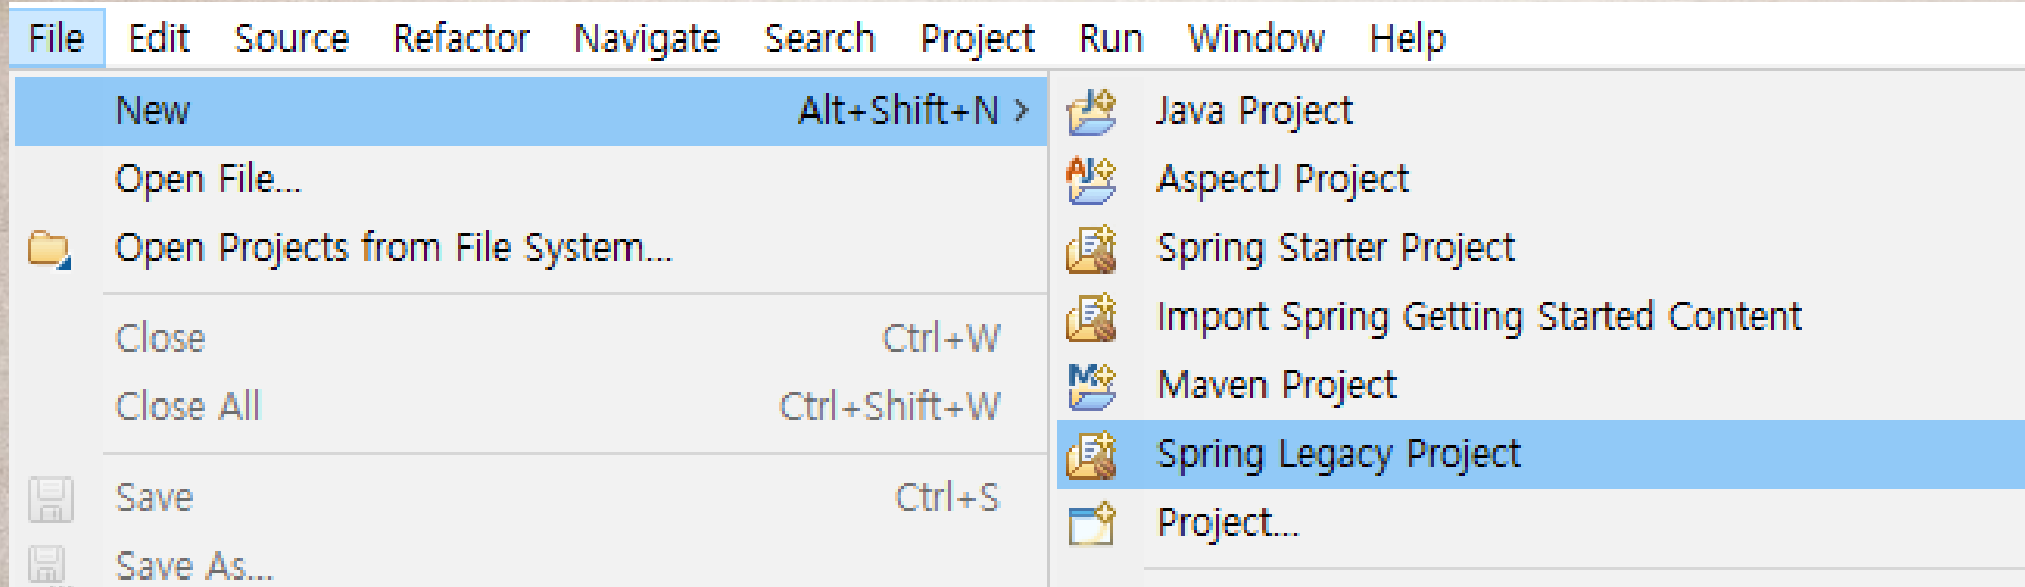 File Edit Source Refactor Navigate Search Project Run Window Help
New Alt+Shift+N >
Open File...
Open Projects from File System...
Close Ctrl+W
Close All Ctrl+Shift+W
Save Ctrl+S
Save As...
Java Project
AspectJ Project
Spring Starter Project
Import Spring Getting Started Content
Maven Project
Spring Legacy Project
Project...